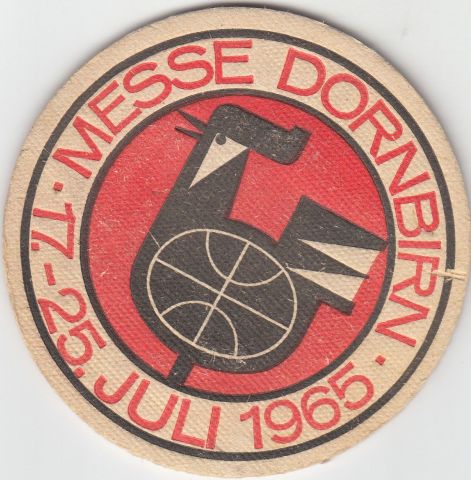 MESSE DORNBIRN ·
17.-25. JULI 1965 ·